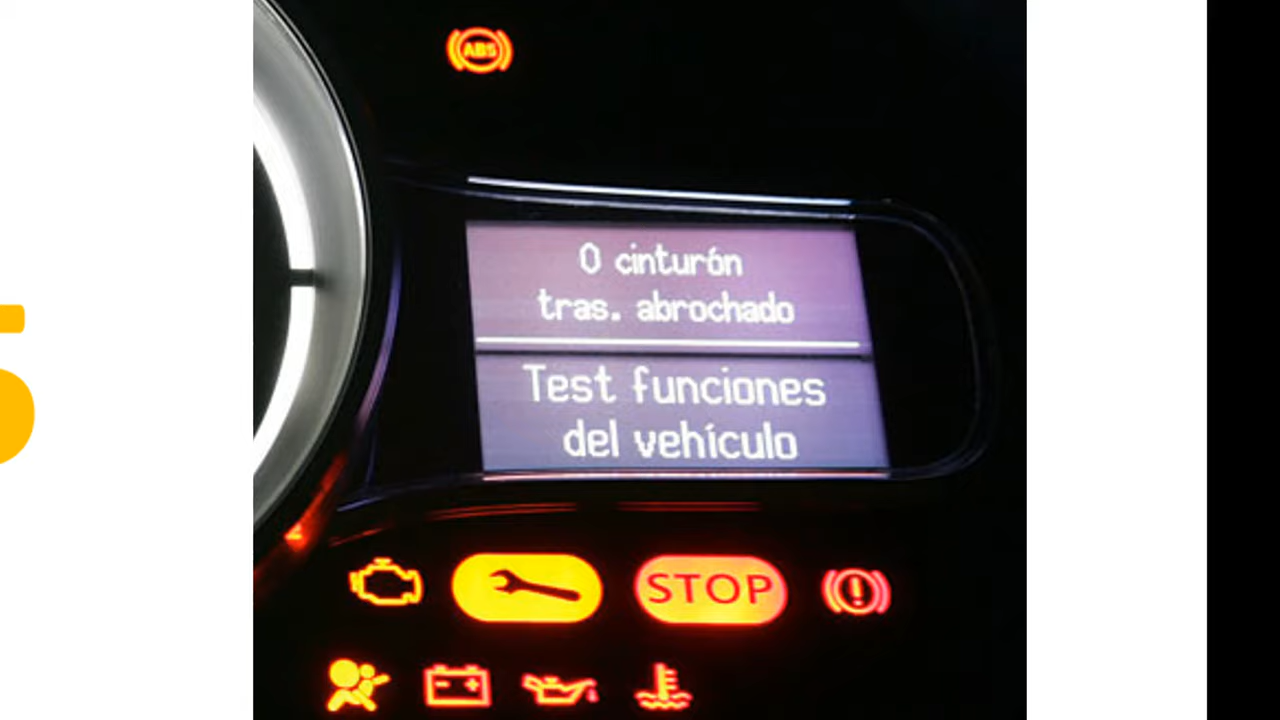 ABS
0 cinturón
tras. abrochado
Test funciones
del vehículo
STOP